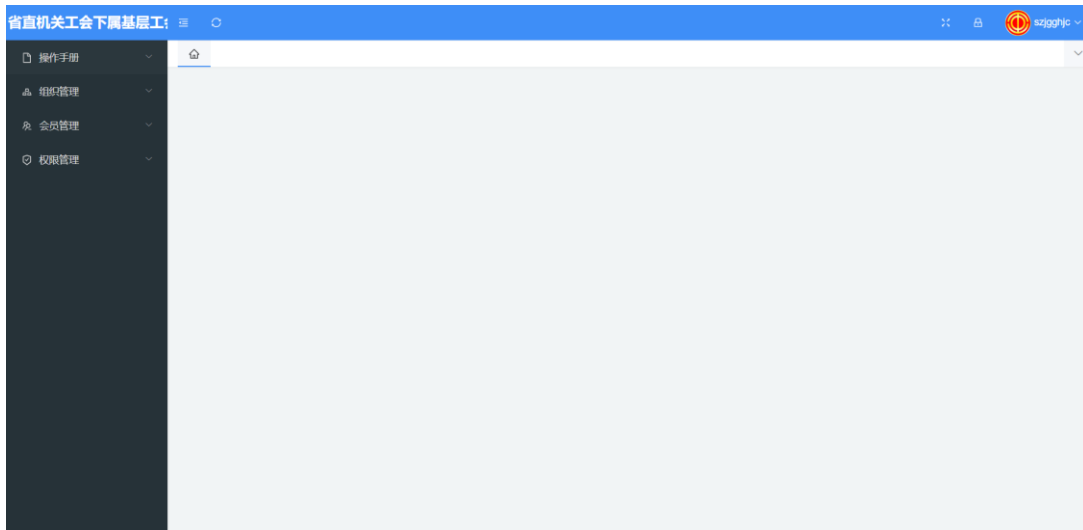 省直机关工会下属基层工
szjgghjc
操作手册
组织管理
会员管理
权限管理